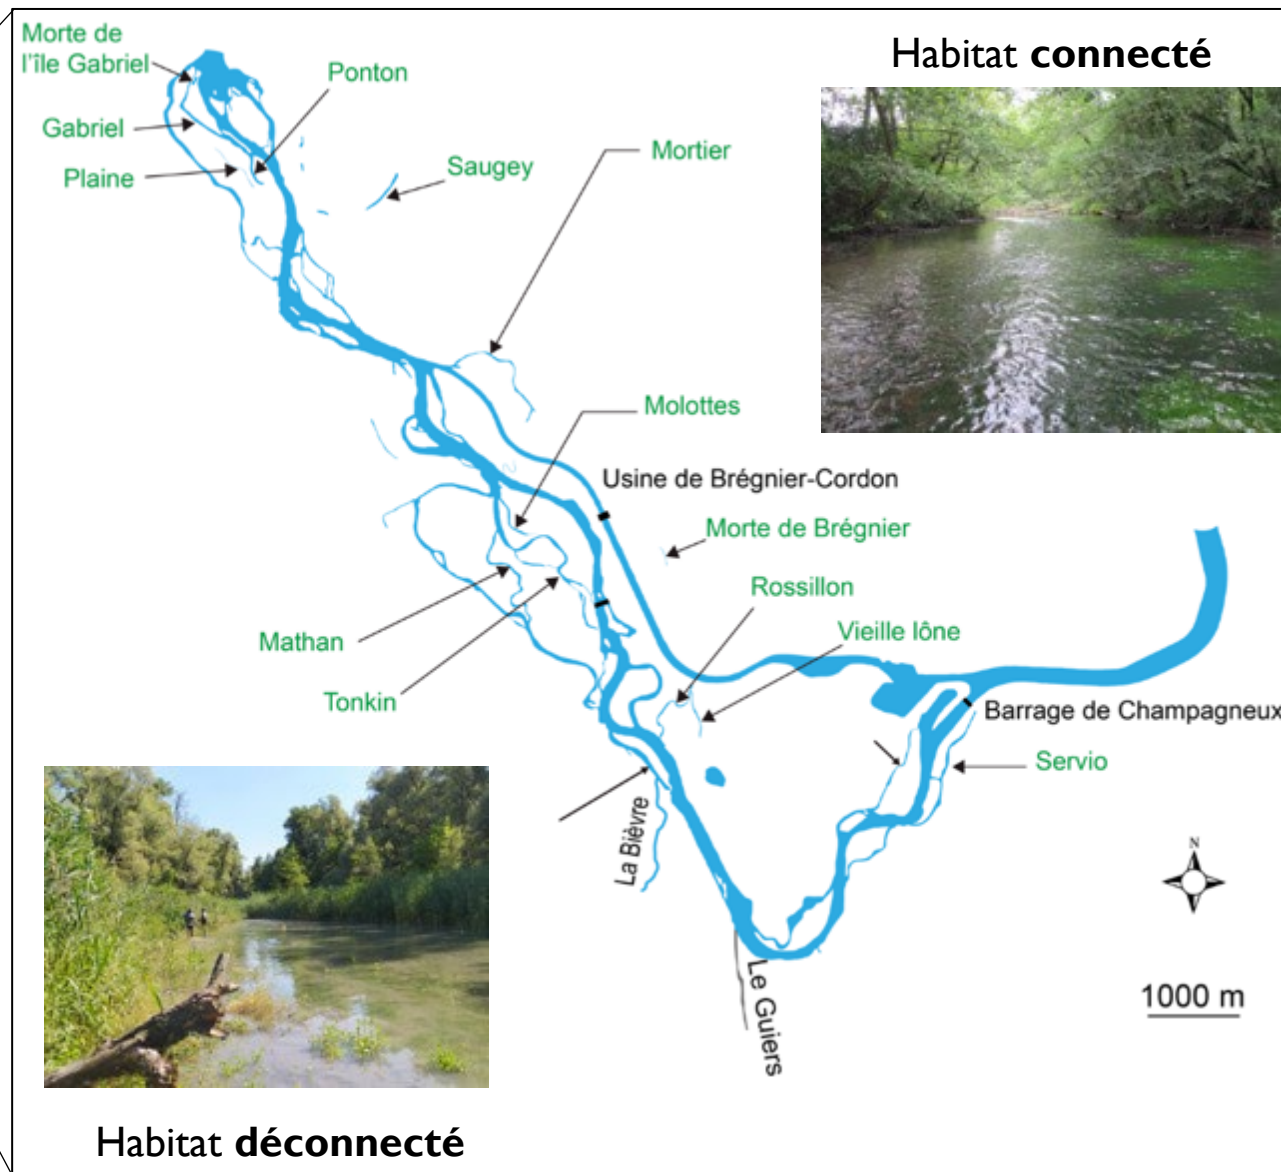 Morte de
l'île Gabriel
Ponton
Habitat connecté
Gabriel
Plaine
Saugey
Mortier
Molottes
Usine de Brégnier-Cordon
Morte de Brégnier
Rossillon
Vieille lône
Mathan
Tonkin
Barrage de Champagneux
Servio
La Bièvre
N
Le Guiers
1000 m
Habitat déconnecté